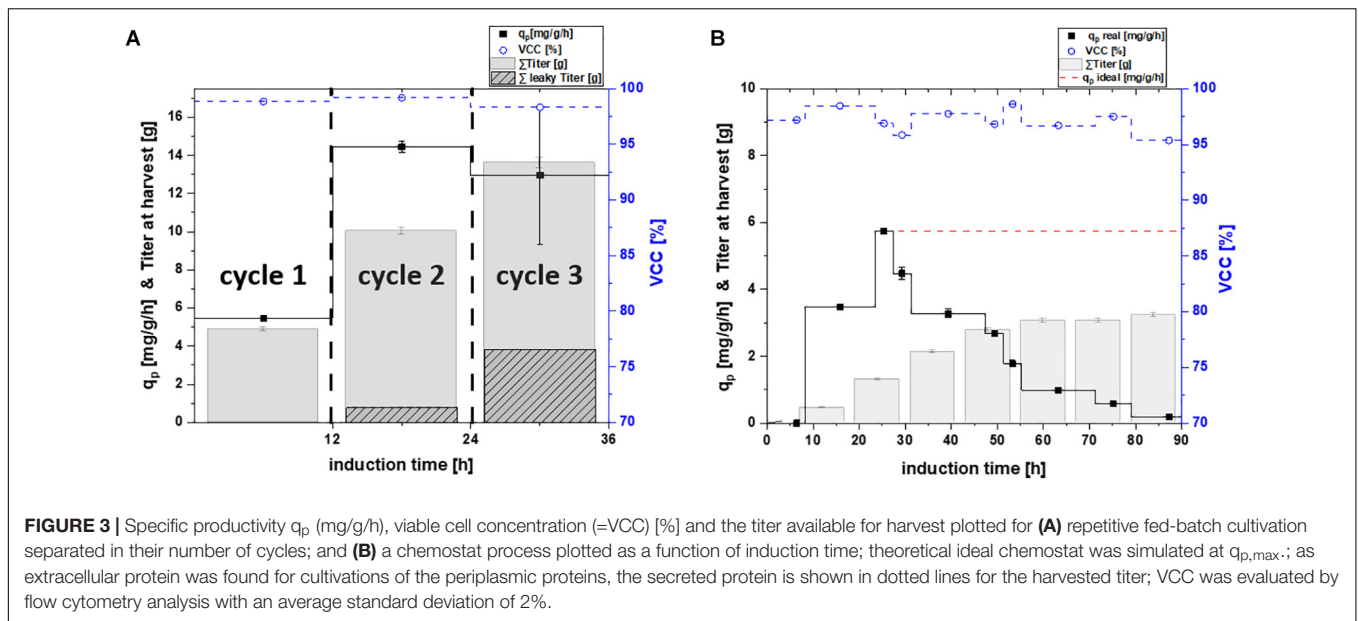 A
qp[mg/g/h]
VCC [%]
∑Titer [g]
∑ leaky Titer [g]
qp [mg/g/h] & Titer at harvest [g]
16
14
12
10
8
6
4
2
0
cycle 1
cycle 2
cycle 3
100
95
90
85
80
75
70
VCC [%]
12
24
36
induction time [h]
B
qp real [mg/g/h]
VCC [%]
∑Titer [g]
qp ideal [mg/g/h]
qp [mg/g/h] & Titer at harvest [g]
10
8
6
4
2
0
100
95
90
85
80
75
70
VCC [%]
0 10 20 30 40 50 60 70 80 90
induction time [h]
FIGURE 3 | Specific productivity qp (mg/g/h), viable cell concentration (=VCC) [%] and the titer available for harvest plotted for (A) repetitive fed-batch cultivation
separated in their number of cycles; and (B) a chemostat process plotted as a function of induction time; theoretical ideal chemostat was simulated at qp,max.; as
extracellular protein was found for cultivations of the periplasmic proteins, the secreted protein is shown in dotted lines for the harvested titer; VCC was evaluated by
flow cytometry analysis with an average standard deviation of 2%.